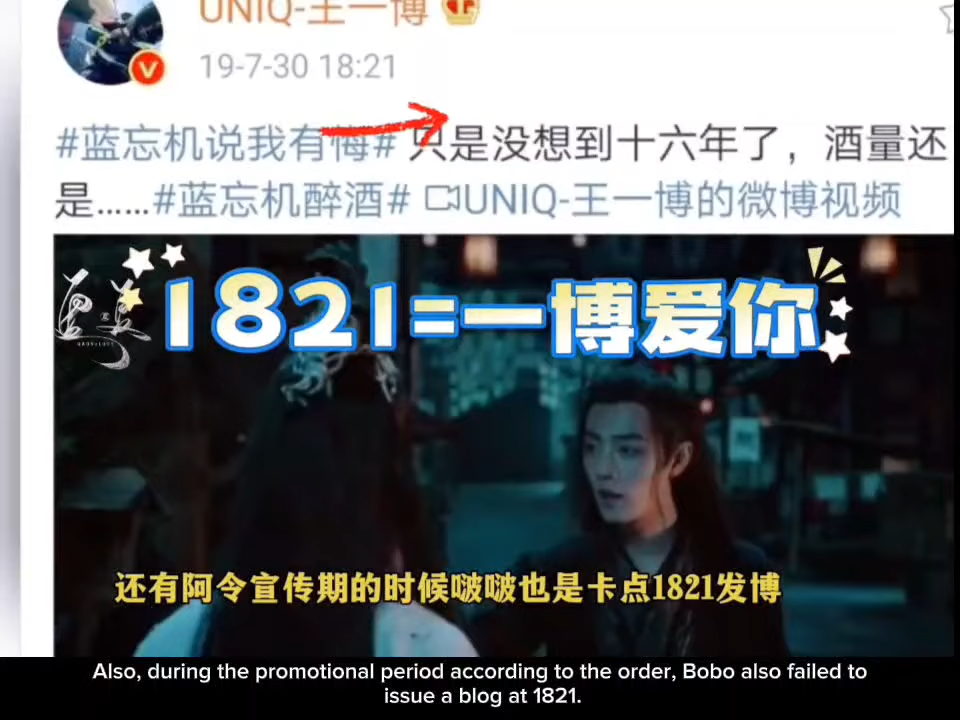 UNIQ-王一博
19-7-30 18:21
#蓝忘机说我有悔# 只是没想到十六年了，酒量还
是……#蓝忘机醉酒# UNIQ-王一博的微博视频
1821=一博爱你
还有阿令宣传期的时候啵啵也是卡点1821发博
Also, during the promotional period according to the order, Bobo also failed to
issue a blog at 1821.